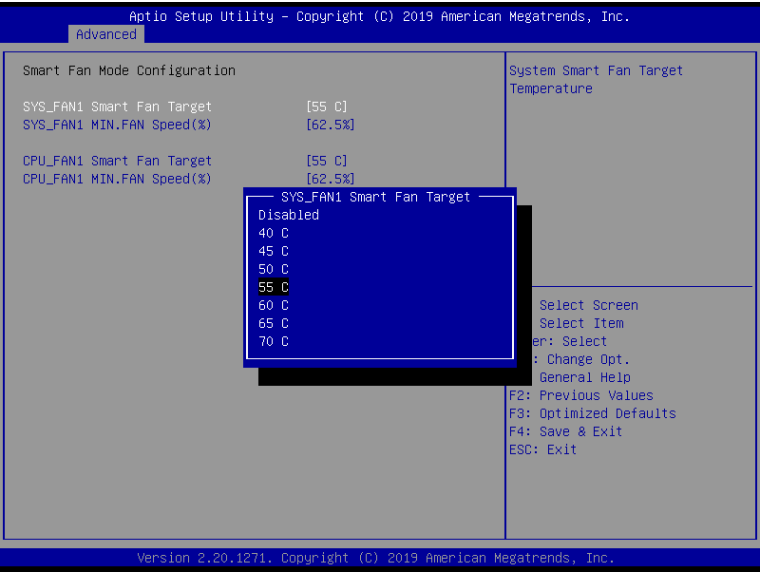 Aptio Setup Utility – Copyright (C) 2019 American Megatrends, Inc.
Advanced
Smart Fan Mode Configuration
SYS_FAN1 Smart Fan Target [55 C]
SYS_FAN1 MIN.FAN Speed(%) [62.5%]
CPU_FAN1 Smart Fan Target [55 C]
CPU_FAN1 MIN.FAN Speed(%) [62.5%]
SYS_FAN1 Smart Fan Target
Disabled
40 C
45 C
50 C
55 C
60 C
65 C
70 C
System Smart Fan Target
Temperature
Select Screen
Select Item
er: Select
: Change Opt.
General Help
F2: Previous Values
F3: Optimized Defaults
F4: Save & Exit
ESC: Exit
Version 2.20.1271. Copyright (C) 2019 American Megatrends, Inc.